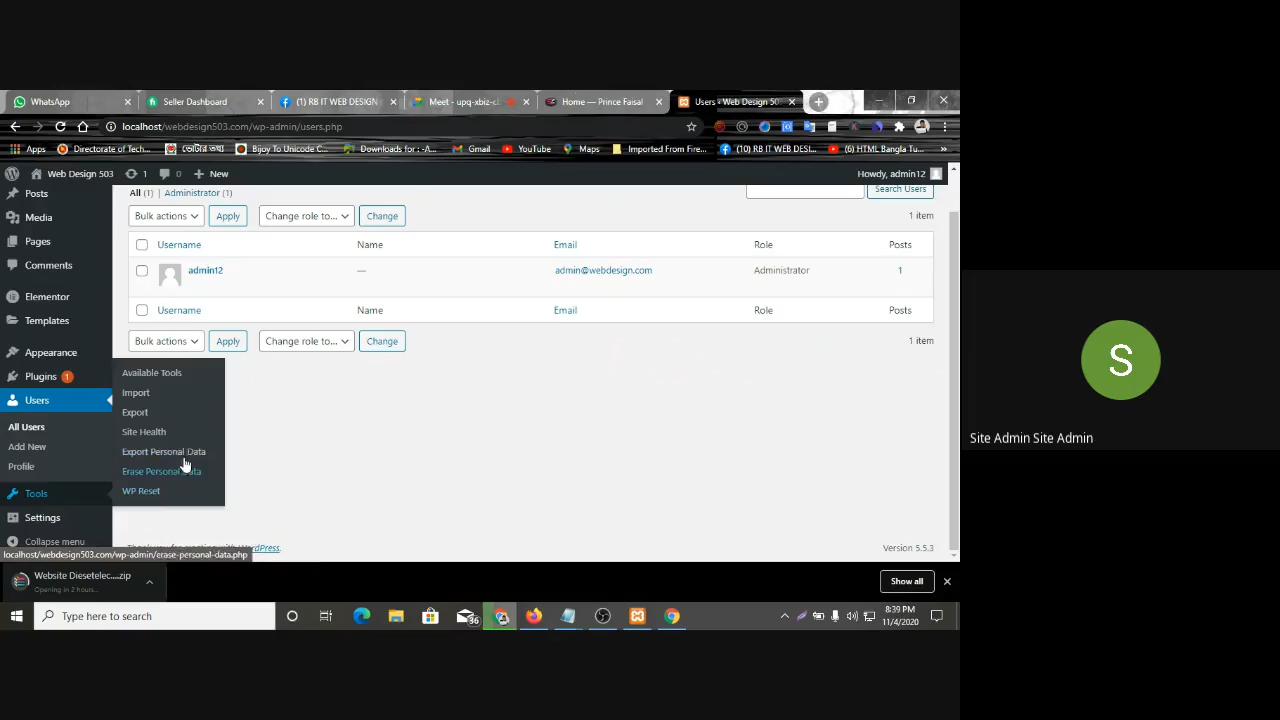 WhatsApp
Seller Dashboard
(1) RB IT WEB DESIGN
Meet - upq-xbiz-c
Home — Prince Faisal
Users - Web Design 50
localhost/webdesign503.com/wp-admin/users.php
Apps
Directorate of Tech...
Bijoy To Unicode C...
Downloads for : -A...
Gmail
YouTube
Maps
Imported From Fire...
(10) RB IT WEB DESI...
(6) HTML Bangla Tu...
Web Design 503
1
0
New
Howdy, admin12
Posts
Media
Pages
Comments
Elementor
Templates
Appearance
Plugins 1
Users
All Users
Add New
Profile
Tools
Settings
Collapse menu
Available Tools
Import
Export
Site Health
Export Personal Data
Erase Personal Data
WP Reset
All (1) | Administrator (1)
Search Users
Bulk actions Apply Change role to... Change 1 item
Username Name Email Role Posts
admin12 — admin@webdesign.com Administrator 1
Username Name Email Role Posts
Bulk actions Apply Change role to... Change 1 item
WordPress.
Version 5.5.3
localhost/webdesign503.com/wp-admin/erase-personal-data.php
Website Diesetelec....zip
Opening in 2 hours...
Show all
Type here to search
36
8:39 PM
11/4/2020
S
Site Admin Site Admin